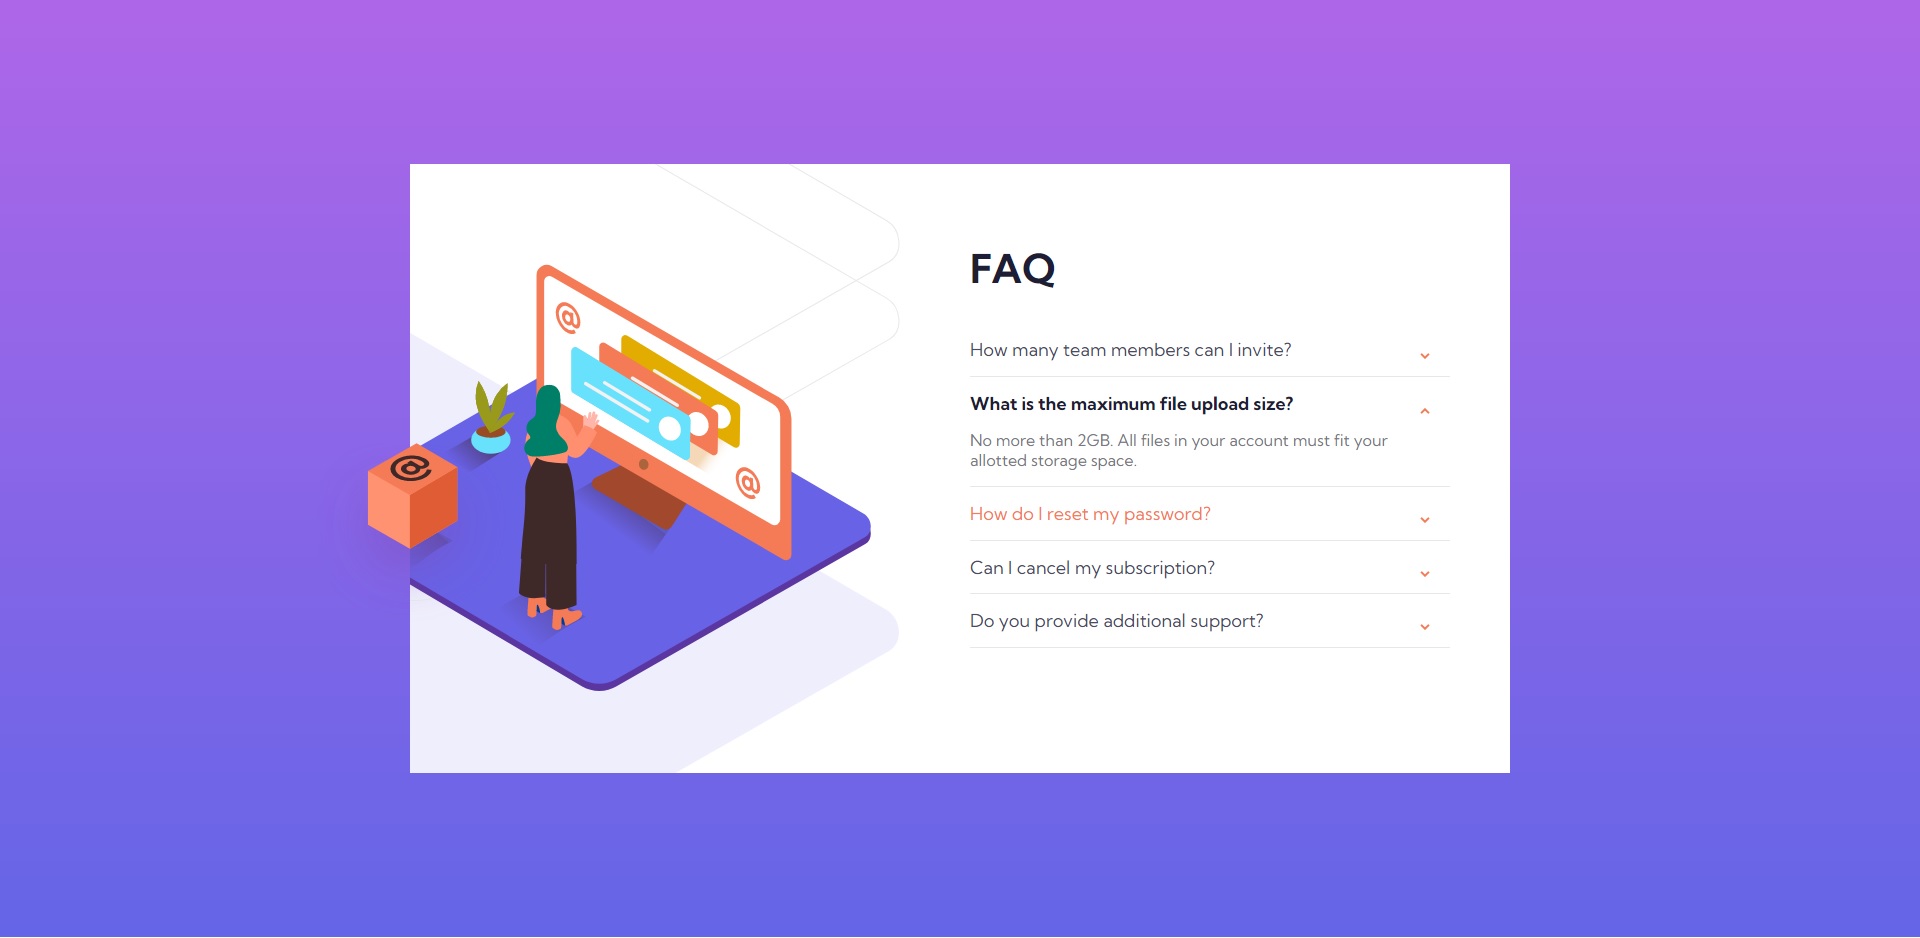 FAQ
How many team members can I invite?
What is the maximum file upload size?
No more than 2GB. All files in your account must fit your
allotted storage space.
How do I reset my password?
Can I cancel my subscription?
Do you provide additional support?
@
@
@